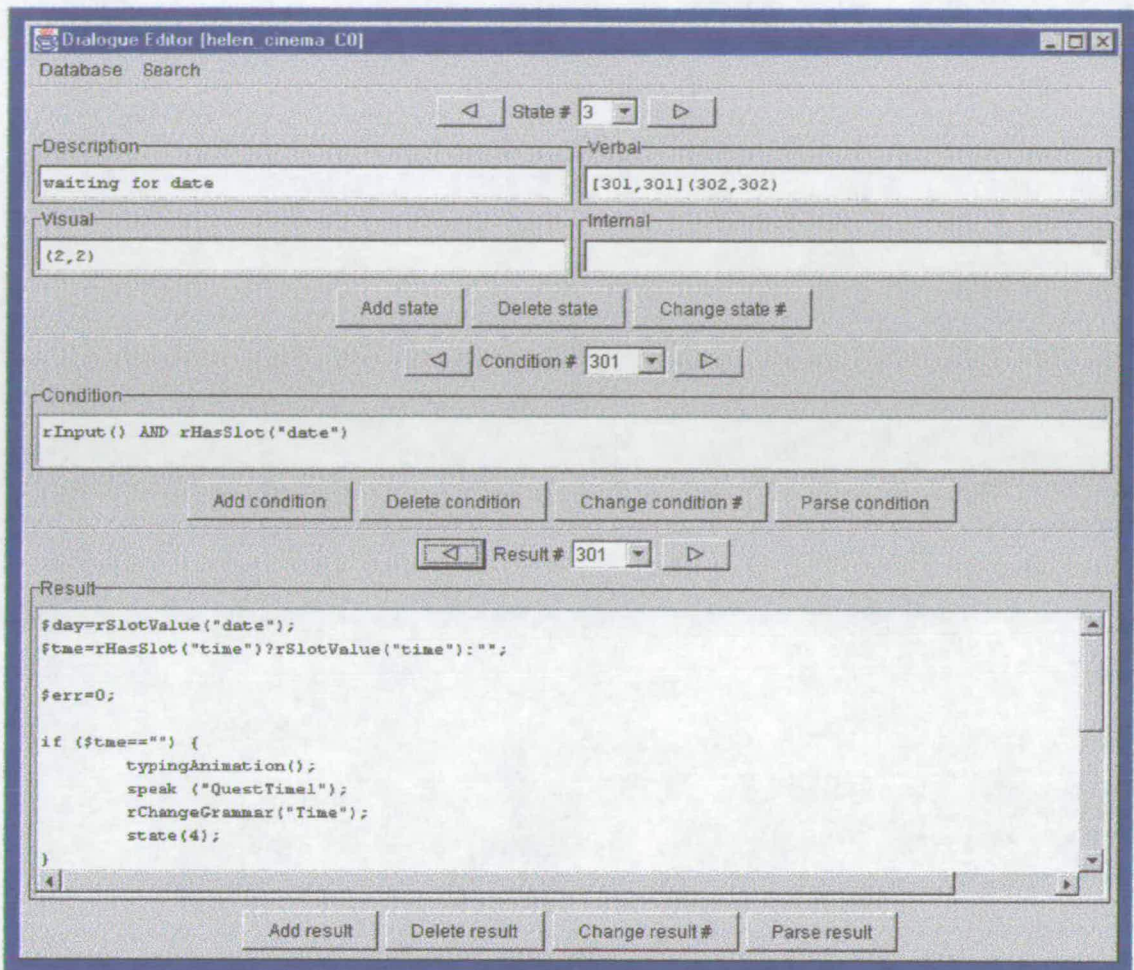 Dialogue Editor [helen_cinema_C0]
Database Search
State # 3
Description
waiting for date
Verbal
[301,301](302,302)
Visual
(2,2)
Internal
Add state Delete state Change state #
Condition # 301
Condition
rInput() AND rHasSlot("date")
Add condition Delete condition Change condition # Parse condition
Result # 301
Result
$day=rSlotValue("date");
$tme=rHasSlot("time")?rSlotValue("time"):"";
$err=0;
if ($tme=="") {
typingAnimation();
speak ("QuestTime1");
rChangeGrammar("Time");
state(4);
}
Add result Delete result Change result # Parse result